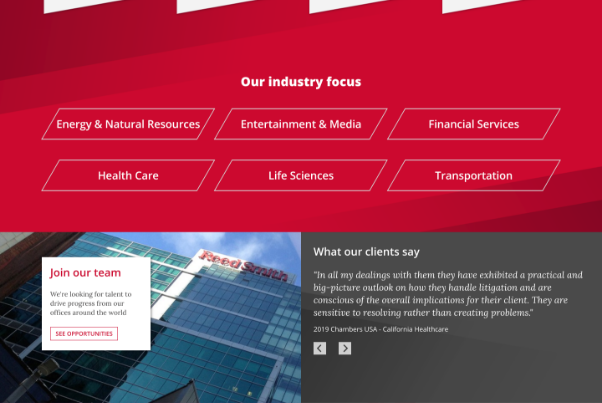 Our industry focus
Energy & Natural Resources
Entertainment & Media
Financial Services
Health Care
Life Sciences
Transportation
ReedSmith
Join our team
We're looking for talent to
drive progress from our
offices around the world
SEE OPPORTUNITIES
What our clients say
"In all my dealings with them they have exhibited a practical and
big-picture outlook on how they handle litigation and are
conscious of the overall implications for their client. They are
sensitive to resolving rather than creating problems."
2019 Chambers USA - California Healthcare